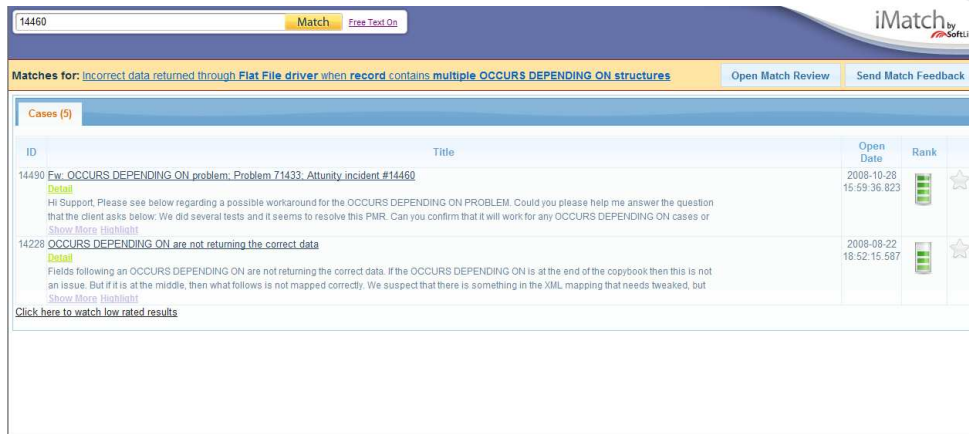 14460 Match Free Text On
iMatch by
SoftLi
Matches for: Incorrect data returned through Flat File driver when record contains multiple OCCURS DEPENDING ON structures Open Match Review Send Match Feedback
Cases (5)
ID Title Open Date Rank
14490 Fw: OCCURS DEPENDING ON problem; Problem 71433; Attunity incident #14460 2008-10-28
Detail 15:59:36.823
Hi Support, Please see below regarding a possible workaround for the OCCURS DEPENDING ON PROBLEM. Could you please help me answer the question
that the client asks below: We did several tests and it seems to resolve this PMR. Can you confirm that it will work for any OCCURS DEPENDING ON cases or
Show More Highlight
14228 OCCURS DEPENDING ON are not returning the correct data 2008-08-22
Detail 18:52:15.587
Fields following an OCCURS DEPENDING ON are not returning the correct data. If the OCCURS DEPENDING ON is at the end of the copybook then this is not
an issue. But if it is at the middle, then what follows is not mapped correctly. We suspect that there is something in the XML mapping that needs tweaked, but
Show More Highlight
Click here to watch low rated results